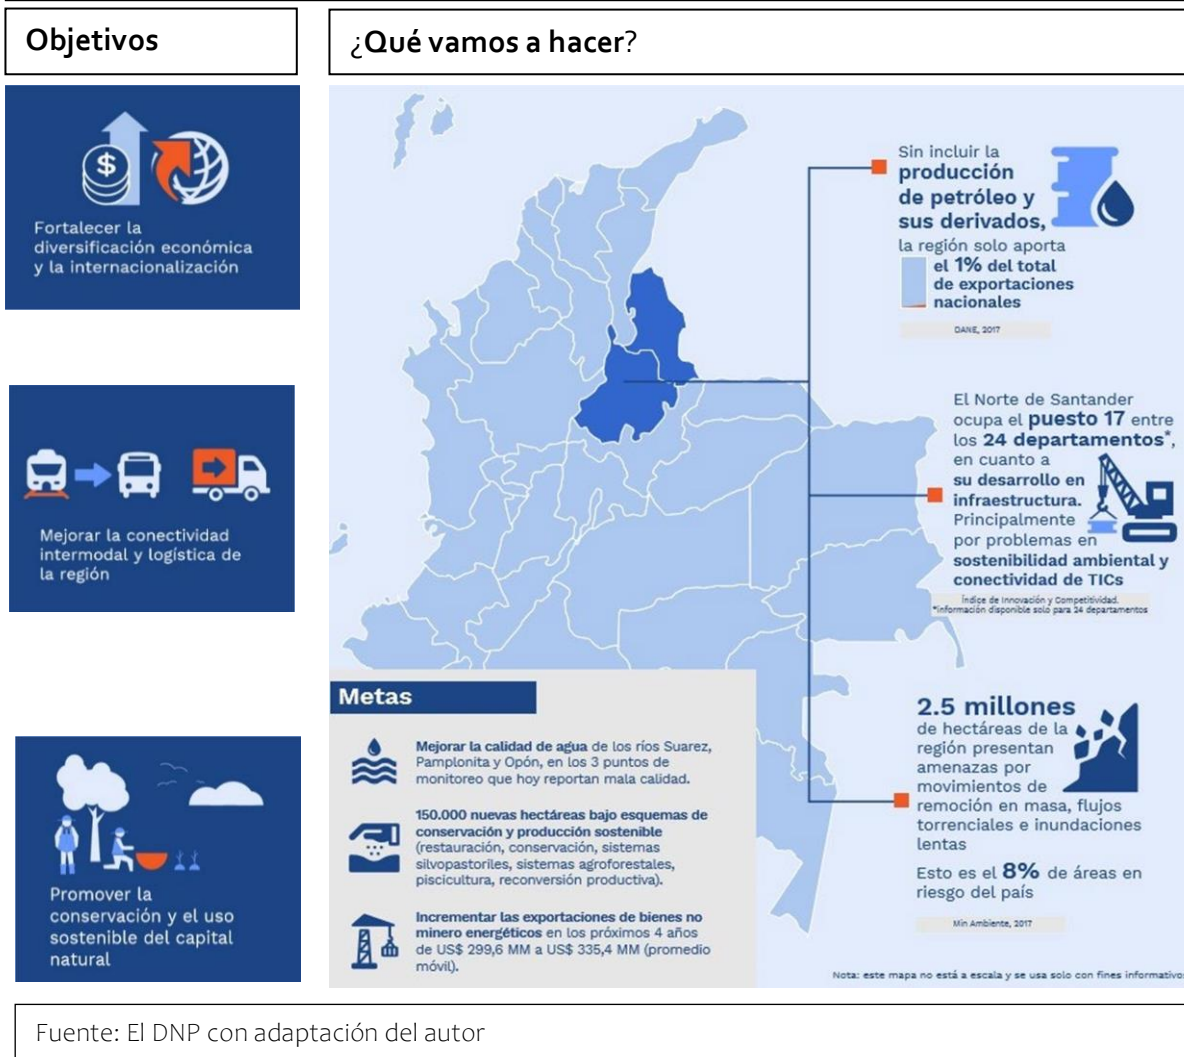 Objetivos
¿Qué vamos a hacer?
$
Fortalecer la
diversificación económica
y la internacionalización
Mejorar la conectividad
intermodal y logística de
la región
Promover la
conservación y el uso
sostenible del capital
natural
Sin incluir la
producción
de petróleo y
sus derivados,
la región solo aporta
el 1% del total
de exportaciones
nacionales
DANE, 2017
El Norte de Santander
ocupa el puesto 17 entre
los 24 departamentos*,
en cuanto a
su desarrollo en
infraestructura.
Principalmente
por problemas en
sostenibilidad ambiental y
conectividad de TICs
Índice de Innovación y Competitividad.
*información disponible solo para 24 departamentos
2.5 millones
de hectáreas de la
región presentan
amenazas por
movimientos de
remoción en masa, flujos
torrenciales e inundaciones
lentas
Esto es el 8% de áreas en
riesgo del país
Min Ambiente, 2017
Metas
Mejorar la calidad de agua de los ríos Suarez,
Pamplonita y Opón, en los 3 puntos de
monitoreo que hoy reportan mala calidad.
150.000 nuevas hectáreas bajo esquemas de
conservación y producción sostenible
(restauración, conservación, sistemas
silvopastoriles, sistemas agroforestales,
piscicultura, reconversión productiva).
Incrementar las exportaciones de bienes no
minero energéticos en los próximos 4 años
de US$ 299,6 MM a US$ 335,4 MM (promedio
móvil).
Nota: este mapa no está a escala y se usa solo con fines informativo
Fuente: El DNP con adaptación del autor